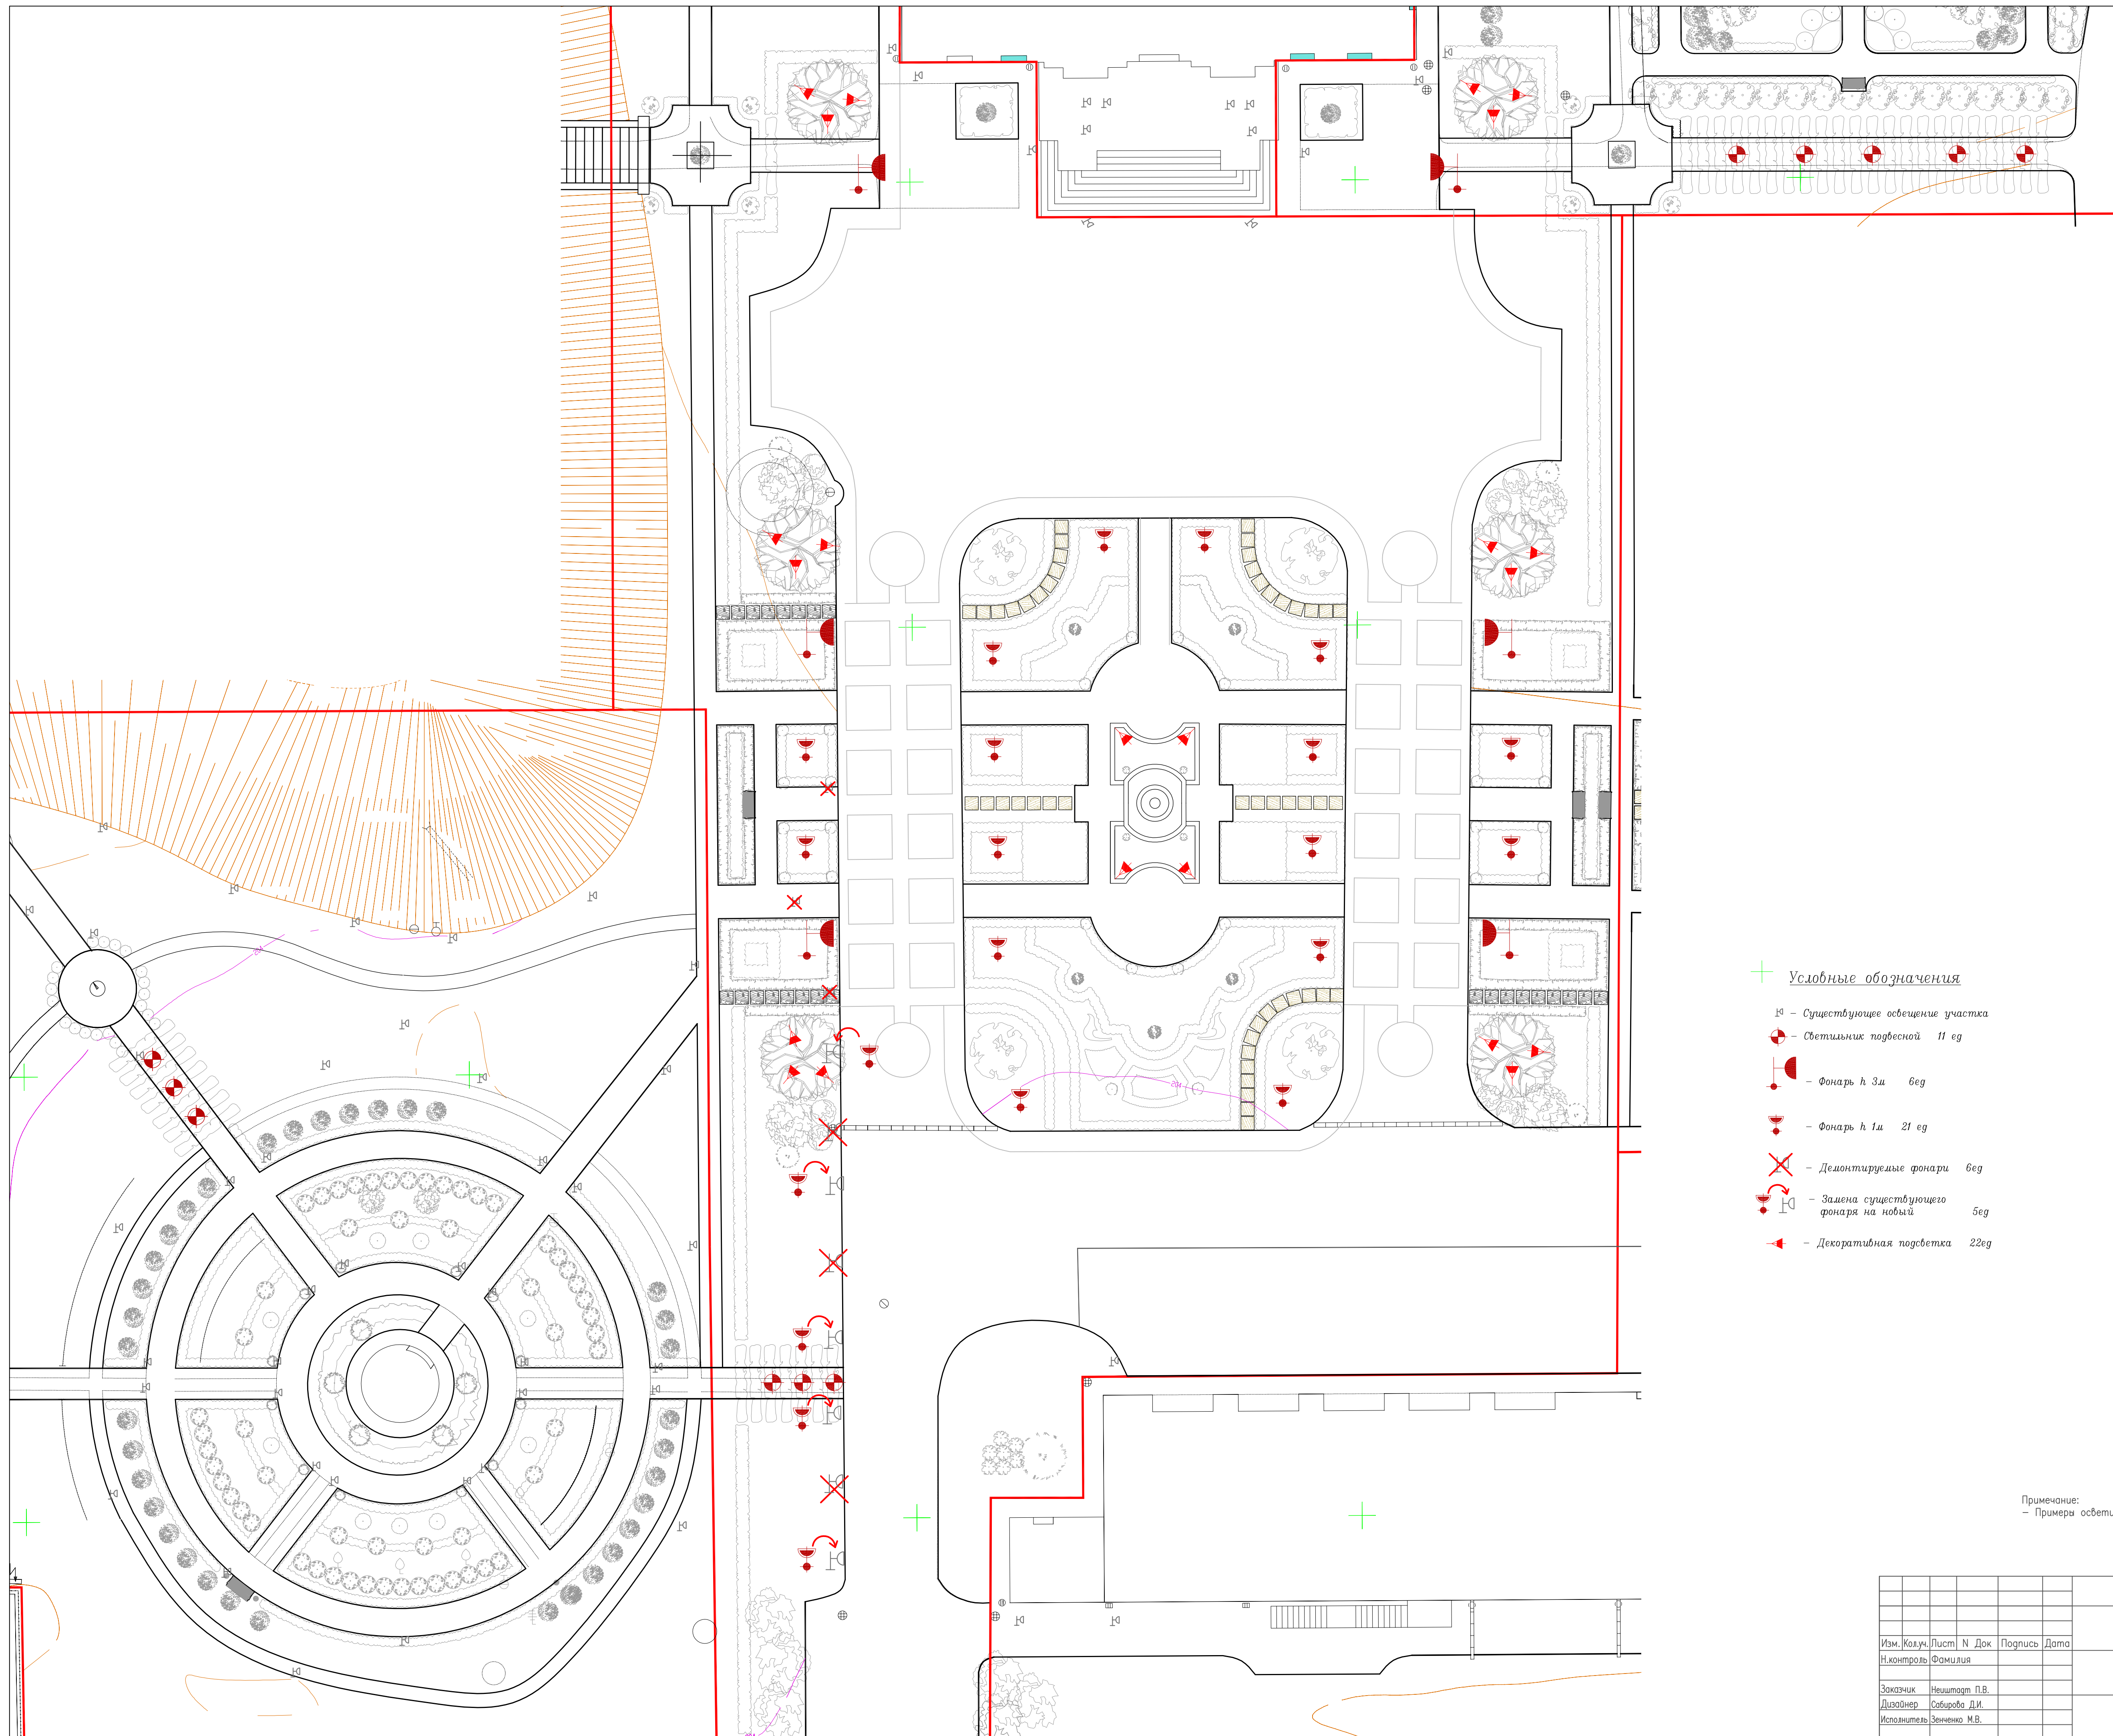 Условные обозначения
- Существующее освещение участка
- Светильник подвесной 11 ед
- Фонарь h 3м 6ед
- Фонарь h 1м 21 ед
- Демонтируемые фонари 6ед
- Замена существующего
фонаря на новый 5ед
- Декоративная подсветка 22ед
Примечание:
- Примеры освети
Изм. Кол.уч. Лист N Док Подпись Дата
Н.контроль Фамилия
Заказчик Неиштадт П.В.
Дизайнер Сабирова Д.И.
Исполнитель Зенченко М.В.